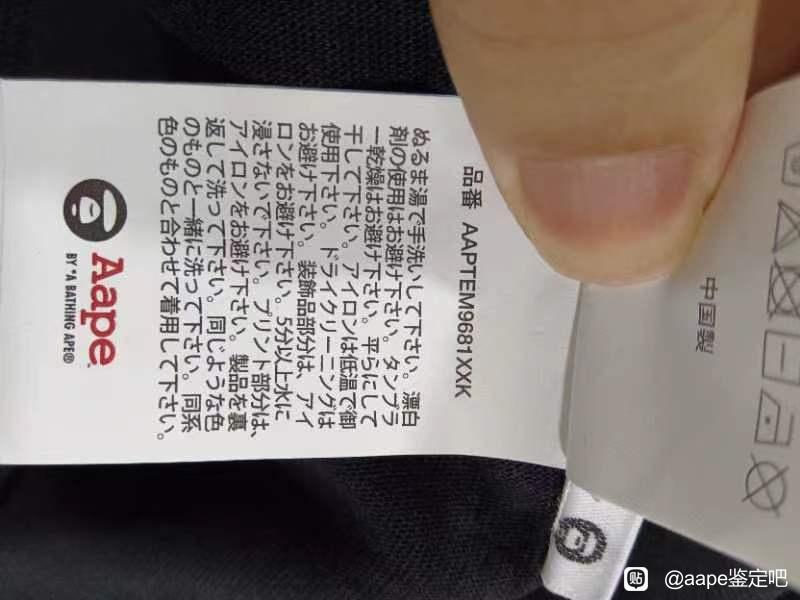 品番 AAPTEM9681XXK
ぬるま湯で手洗いして下さい。漂白
剤の使用はお避け下さい。タンブラ
ー乾燥はお避け下さい。平らにして
干して下さい。アイロンは低温で御
使用下さい。ドライクリーニングは
お避け下さい。装飾品部分は、アイ
ロンをお避け下さい。5分以上水に
浸さないで下さい。プリント部分は、
アイロンをお避け下さい。製品を裏
返して洗って下さい。同じような色
のものと一緒に洗って下さい。同系
色のものと合わせて着用して下さい。
Aape
BY *A BATHING APE®
中国製
贴 @aape鉴定吧